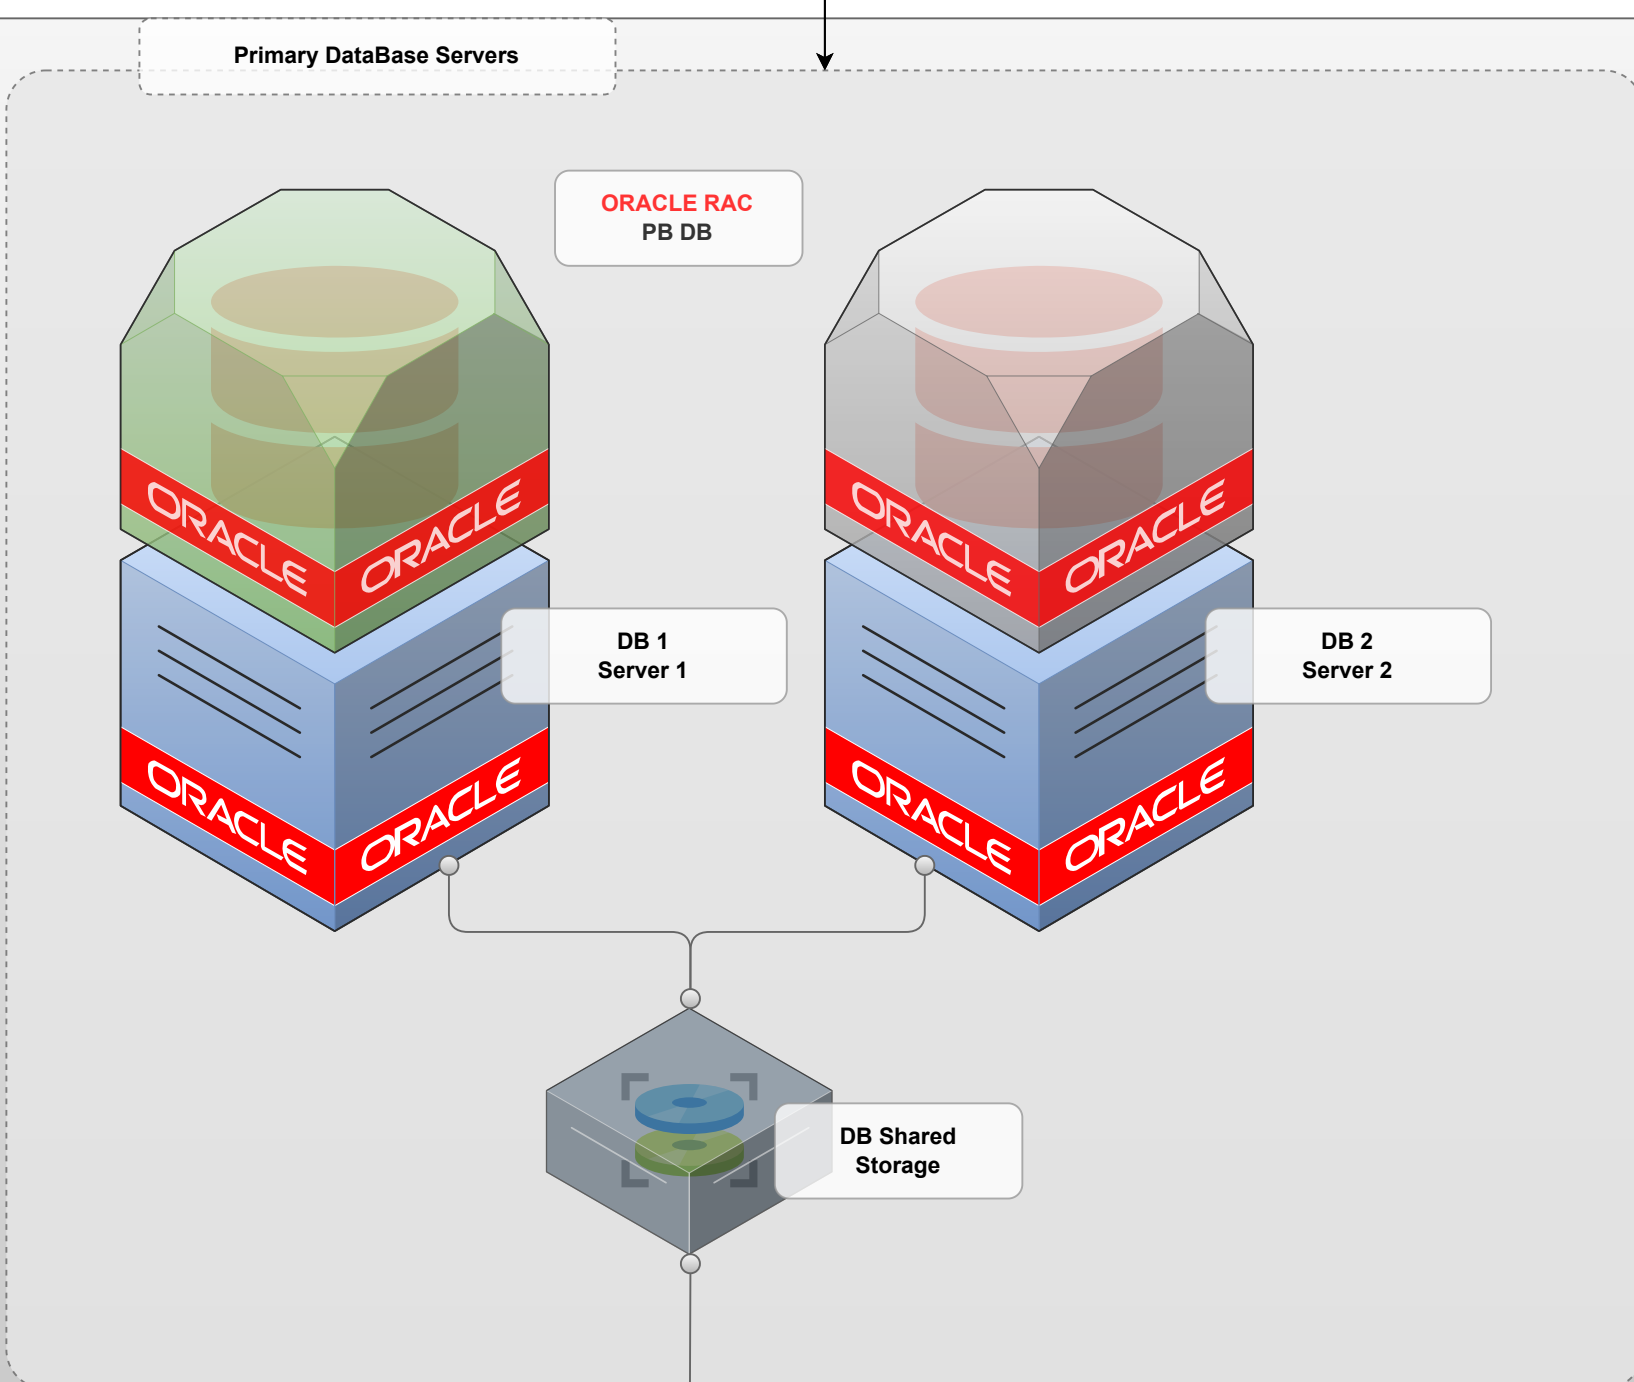 Primary DataBase Servers
ORACLE RAC
PB DB
ORACLE
ORACLE
ORACLE
ORACLE
DB 1
Server 1
DB 2
Server 2
ORACLE
ORACLE
ORACLE
ORACLE
DB Shared
Storage